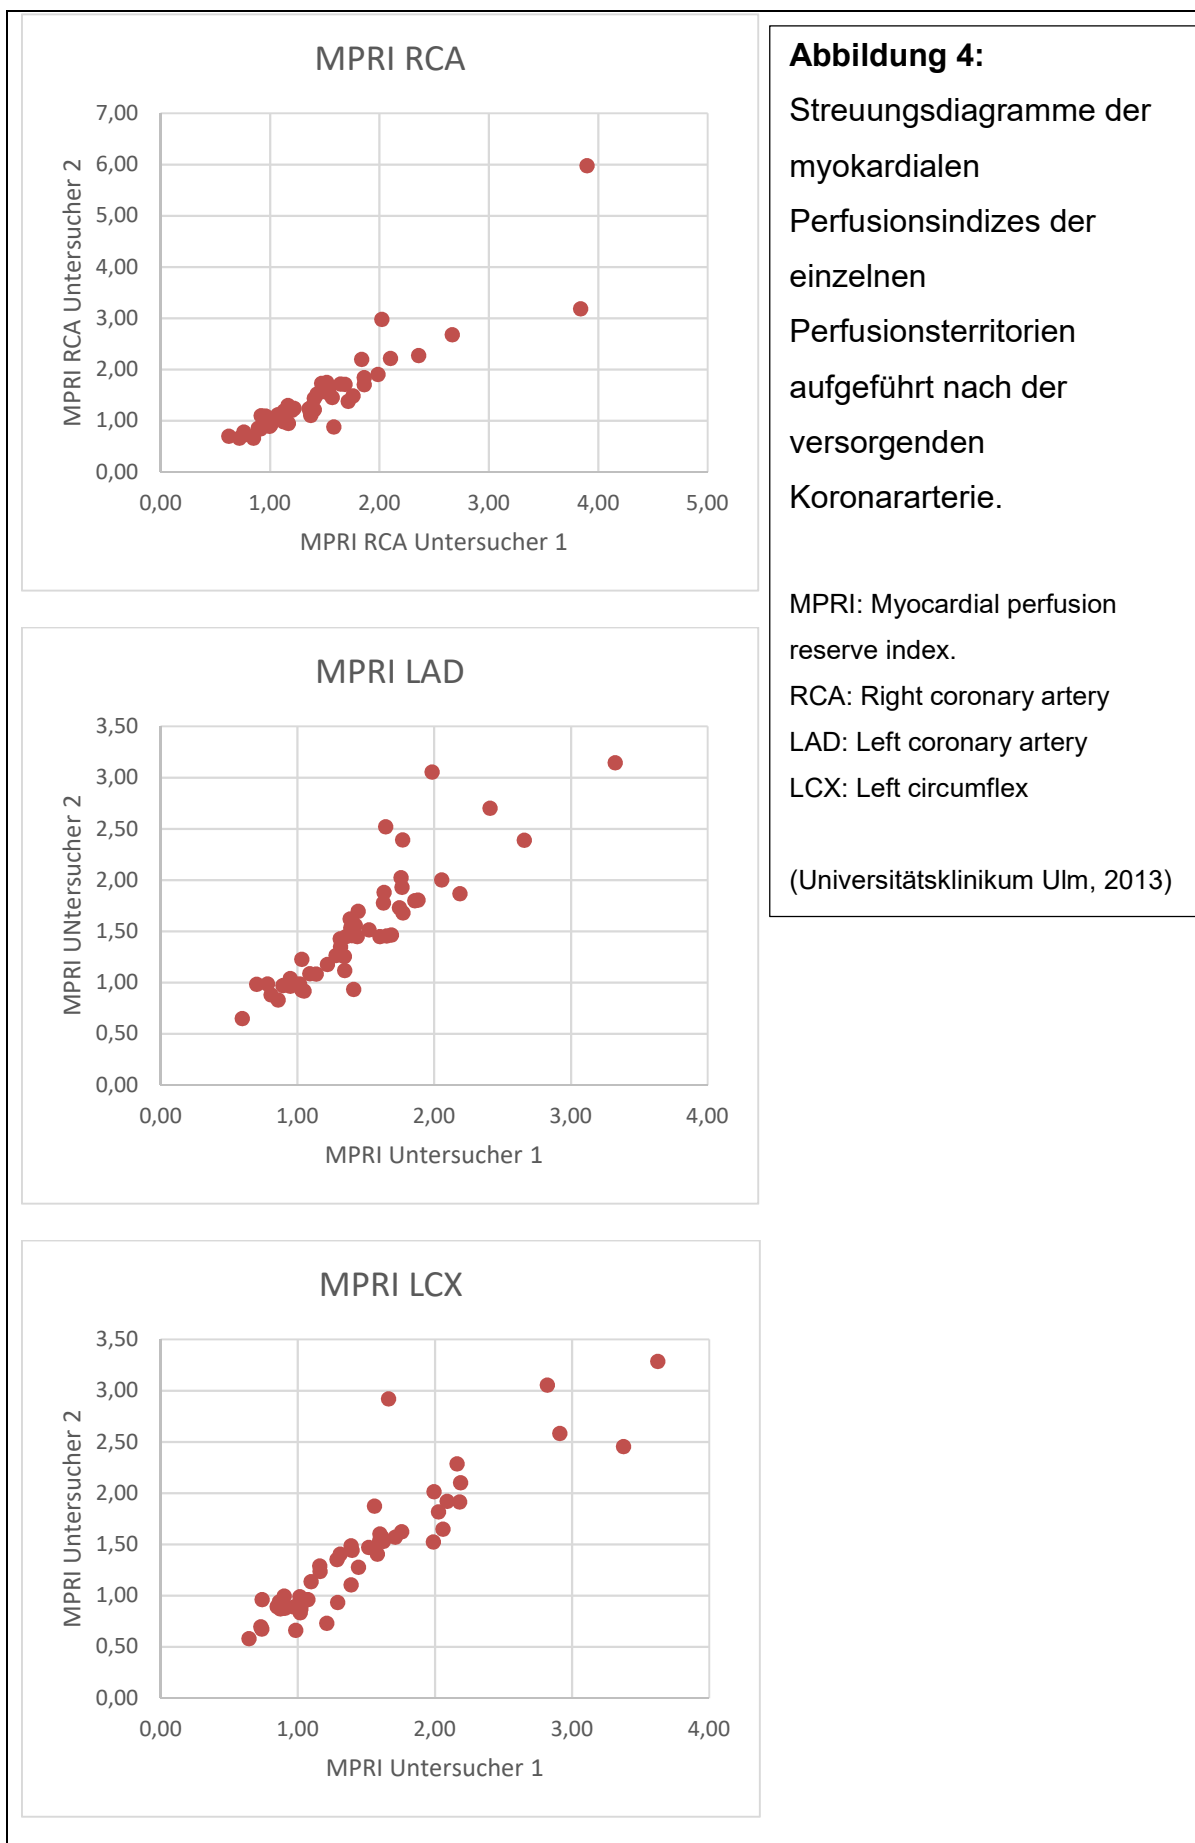 MPRI RCA
7,00
6,00
5,00
4,00
3,00
2,00
1,00
0,00
MPRI RCA Untersucher 2
0,00 1,00 2,00 3,00 4,00 5,00
MPRI RCA Untersucher 1
MPRI LAD
3,50
3,00
2,50
2,00
1,50
1,00
0,50
0,00
MPRI UNtersucher 2
0,00 1,00 2,00 3,00 4,00
MPRI Untersucher 1
MPRI LCX
3,50
3,00
2,50
2,00
1,50
1,00
0,50
0,00
MPRI Untersucher 2
0,00 1,00 2,00 3,00 4,00
MPRI Untersucher 1
Abbildung 4:
Streuungsdiagramme der
myokardialen
Perfusionsindizes der
einzelnen
Perfusionsterritorien
aufgeführt nach der
versorgenden
Koronararterie.
MPRI: Myocardial perfusion
reserve index.
RCA: Right coronary artery
LAD: Left coronary artery
LCX: Left circumflex
(Universitätsklinikum Ulm, 2013)